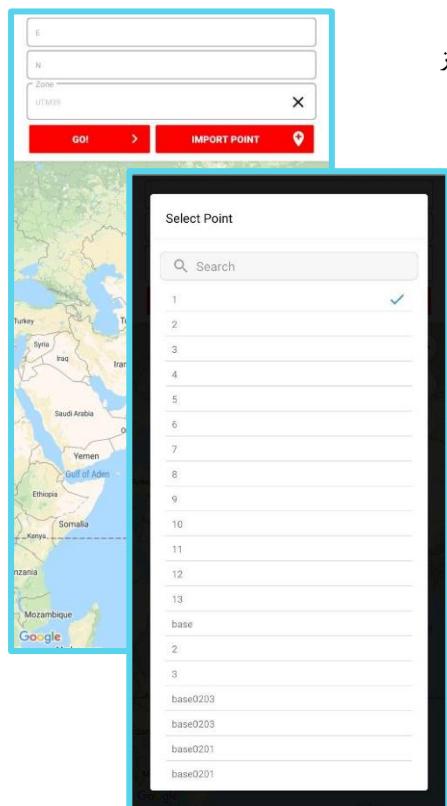 E
N
Zone
UTM39
GO!
IMPORT POINT
Turkey
Syria
Iraq
Iran
Saudi Arabia
Yemen
Gulf of Aden
Ethiopia
Somalia
Kenya
Mozambique
Google
Select Point
Search
1
2
3
4
5
6
7
8
9
10
11
12
13
base
2
3
base0203
base0203
base0201
base0201